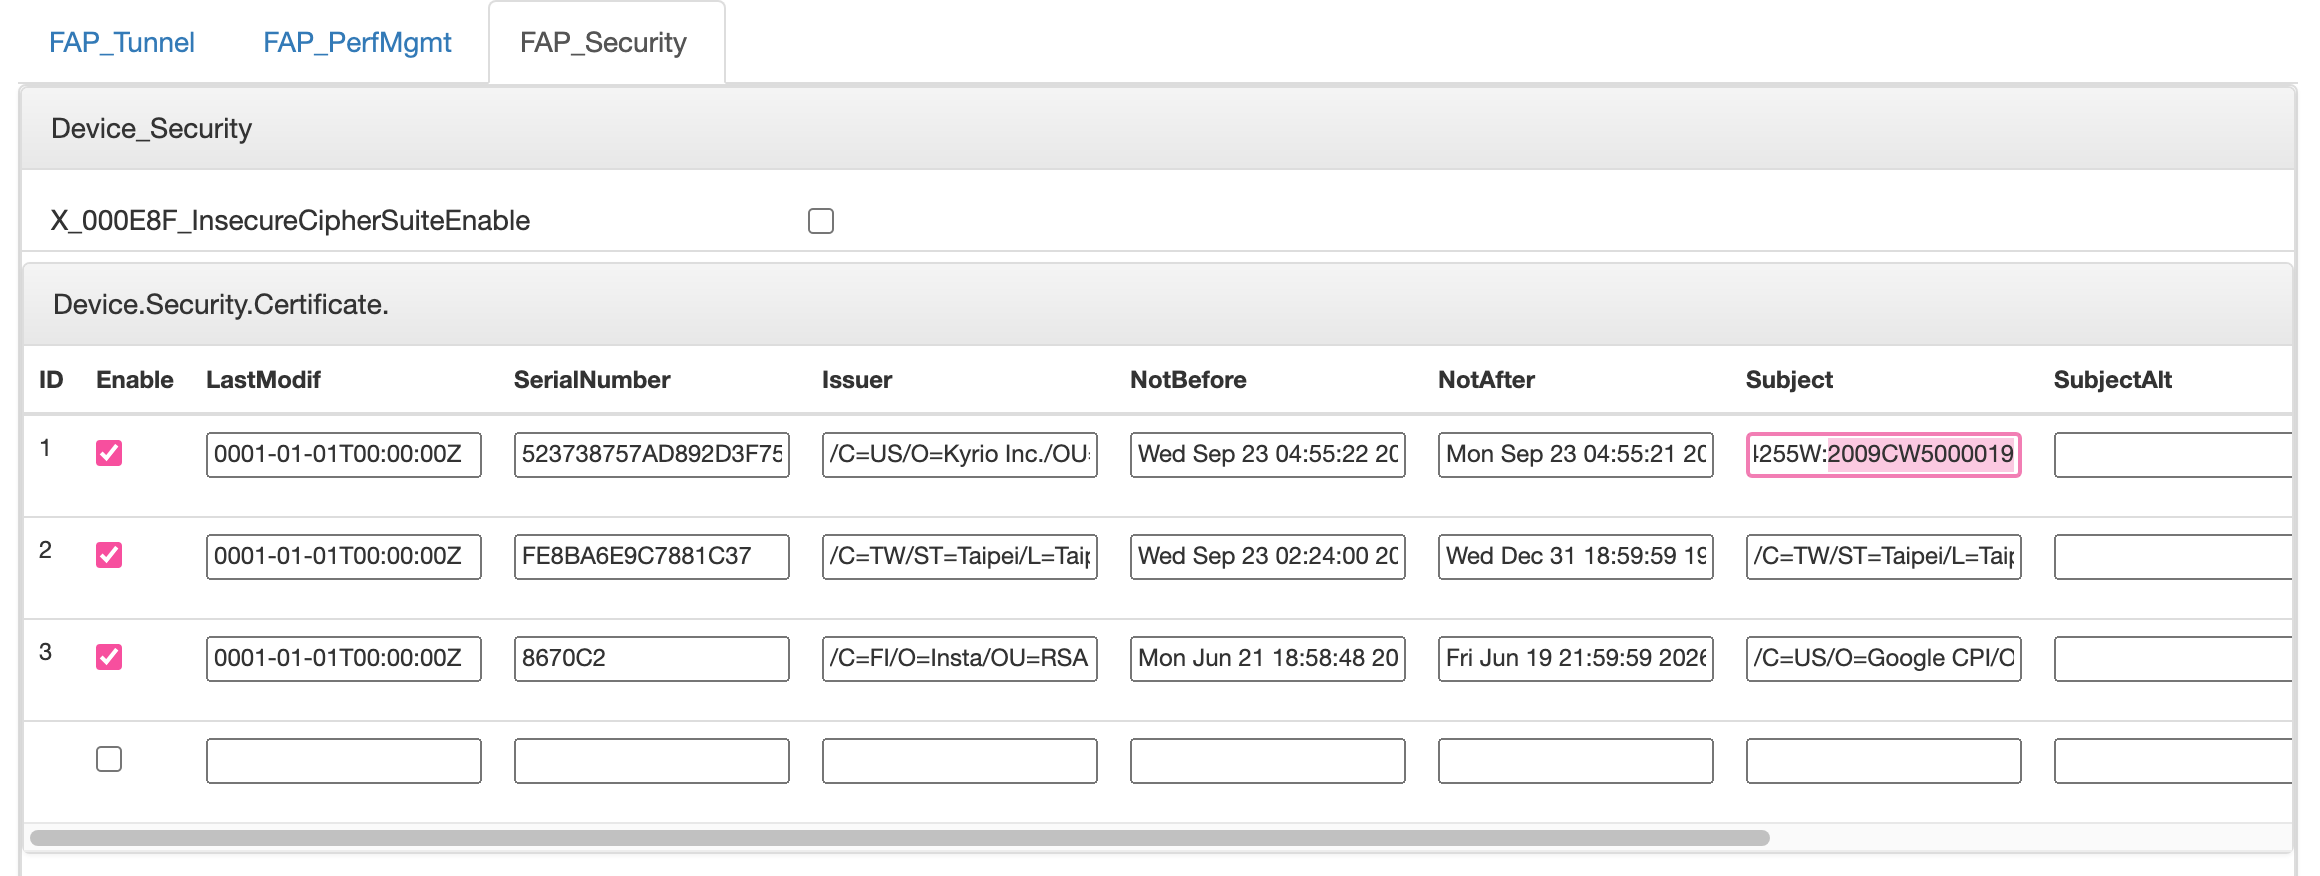 FAP_Tunnel FAP_PerfMgmt FAP_Security
Device_Security
X_000E8F_InsecureCipherSuiteEnable
Device.Security.Certificate.
ID Enable LastModif SerialNumber Issuer NotBefore NotAfter Subject SubjectAlt
1 0001-01-01T00:00:00Z 523738757AD892D3F75 /C=US/O=Kyrio Inc./OU= Wed Sep 23 04:55:22 20 Mon Sep 23 04:55:21 20 255W:2009CW5000019
2 0001-01-01T00:00:00Z FE8BA6E9C7881C37 /C=TW/ST=Taipei/L=Taip Wed Sep 23 02:24:00 20 Wed Dec 31 18:59:59 19 /C=TW/ST=Taipei/L=Taip
3 0001-01-01T00:00:00Z 8670C2 /C=FI/O=Insta/OU=RSA Mon Jun 21 18:58:48 20 Fri Jun 19 21:59:59 2026 /C=US/O=Google CPI/O